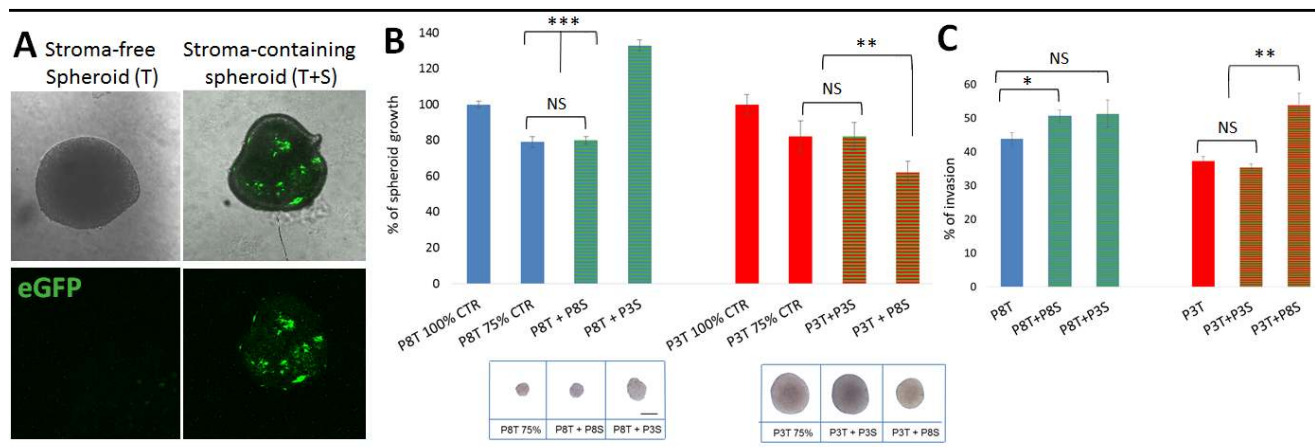 A
Stroma-free
Spheroid (T)
Stroma-containing
spheroid (T+S)
eGFP
B
% of spheroid growth
140
120
100
80
60
40
20
0
***
NS
**
NS
P8T 100% CTR
P8T 75% CTR
P8T + P8S
P8T + P3S
P3T 100% CTR
P3T 75% CTR
P3T+P3S
P3T + P8S
P8T 75%
P8T + P8S
P8T + P3S
P3T 75%
P3T + P3S
P3T + P8S
C
% of invasion
60
50
40
30
20
10
0
NS
*
**
NS
P8T
P8T+P8S
P8T+P3S
P3T
P3T+P3S
P3T+P8S